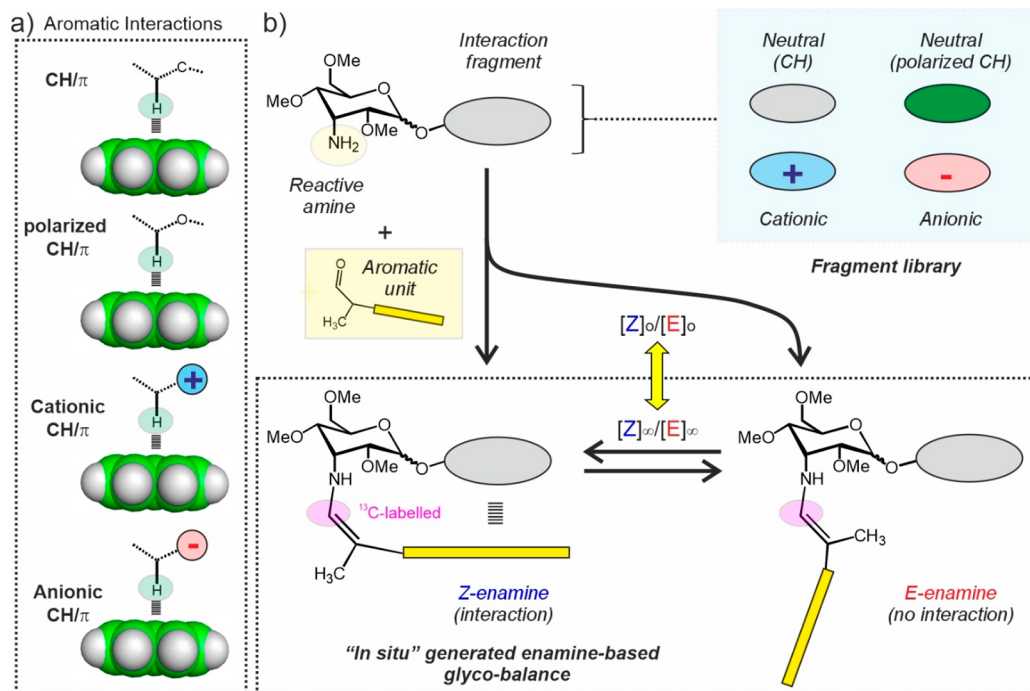 a)
Aromatic Interactions
CH/π
C
H
polarized
CH/π
O
H
Cationic
CH/π
+
H
Anionic
CH/π
-
H
b)
Interaction
fragment
OMe
MeO
O
OMe
O
NH₂
Reactive
amine
+
Aromatic
unit
O
H₃C
Neutral
(CH)
Neutral
(polarized CH)
+
-
Cationic
Anionic
Fragment library
[Z]₀/[E]₀
[Z]∞/[E]∞
OMe
MeO
O
OMe
O
NH
¹³C-labelled
H₃C
Z-enamine
(interaction)
OMe
MeO
O
OMe
O
NH
CH₃
E-enamine
(no interaction)
“In situ” generated enamine-based
glyco-balance